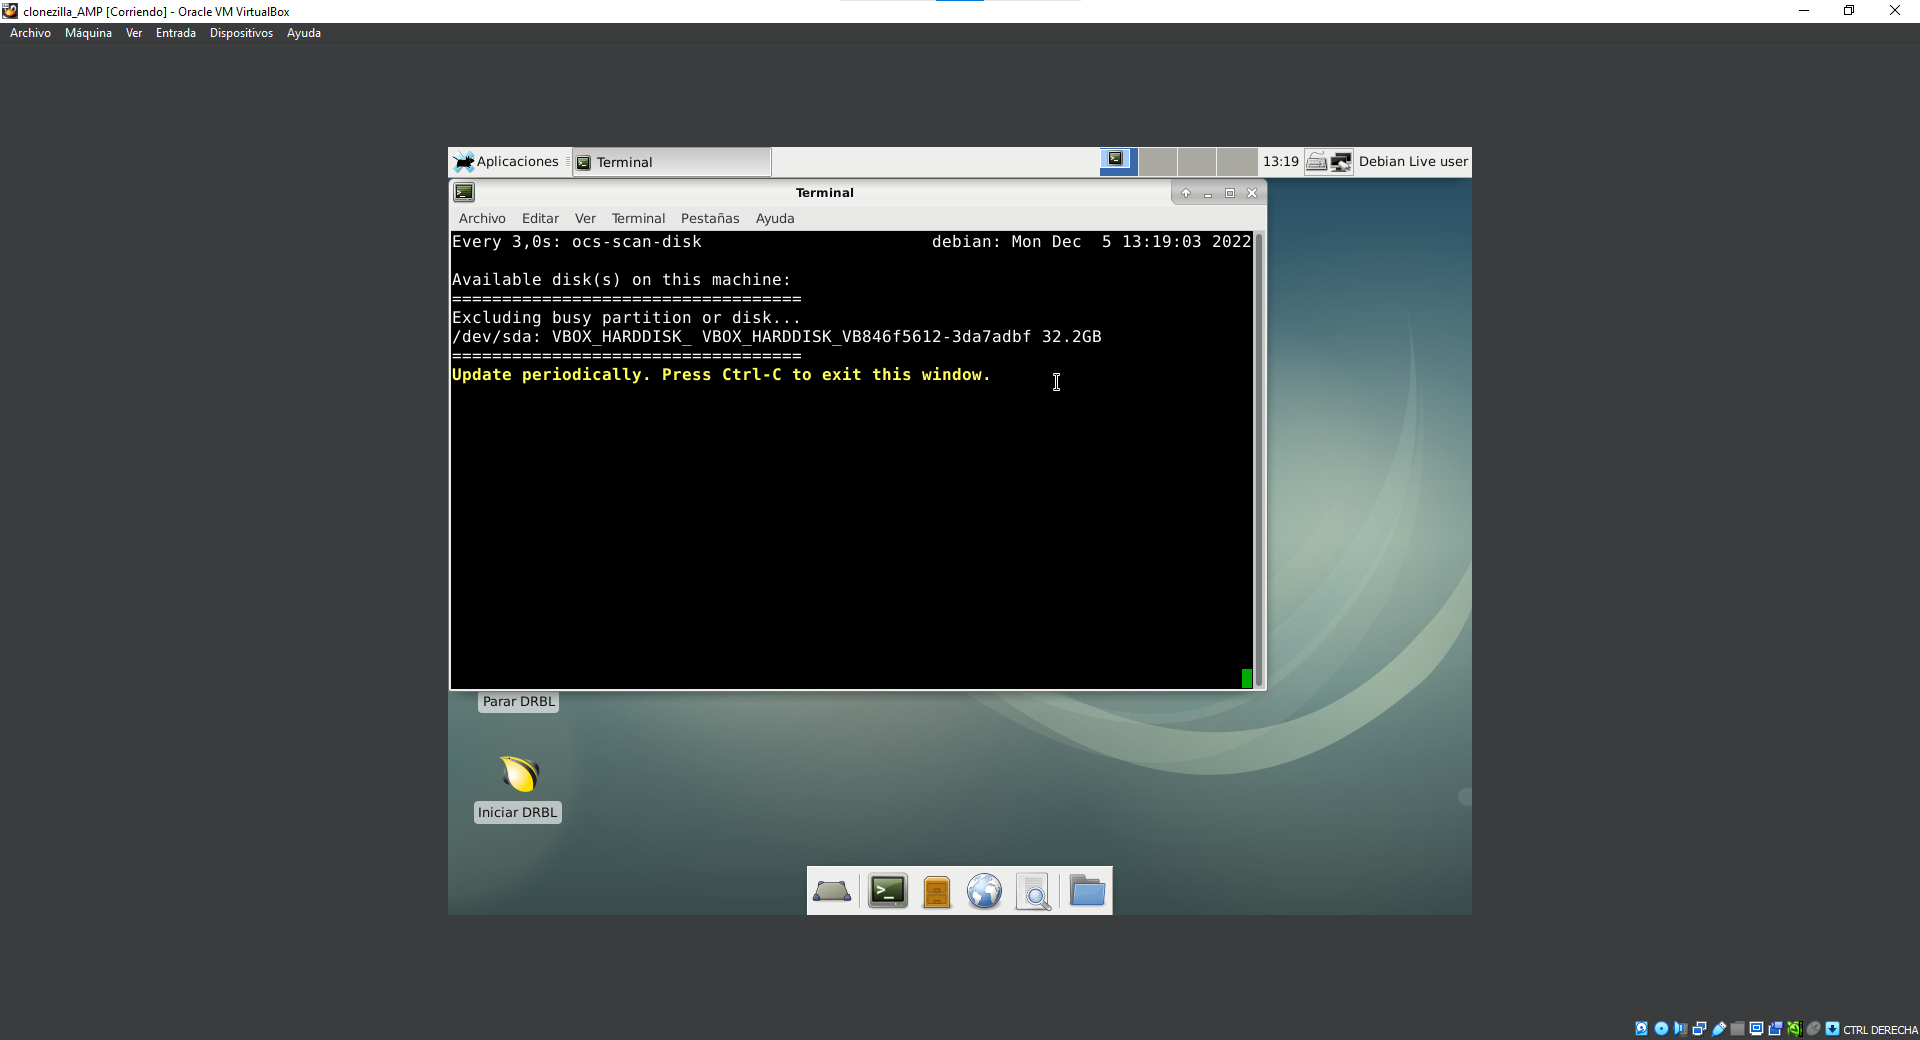 clonezilla_AMP [Corriendo] - Oracle VM VirtualBox
Archivo Máquina Ver Entrada Dispositivos Ayuda
Aplicaciones Terminal 13:19 Debian Live user
Terminal
Archivo Editar Ver Terminal Pestañas Ayuda
Every 3,0s: ocs-scan-disk debian: Mon Dec  5 13:19:03 2022
Available disk(s) on this machine:
===================================
Excluding busy partition or disk...
/dev/sda: VBOX_HARDDISK_ VBOX_HARDDISK_VB846f5612-3da7adbf 32.2GB
===================================
Update periodically. Press Ctrl-C to exit this window.
Parar DRBL
Iniciar DRBL
CTRL DERECHA